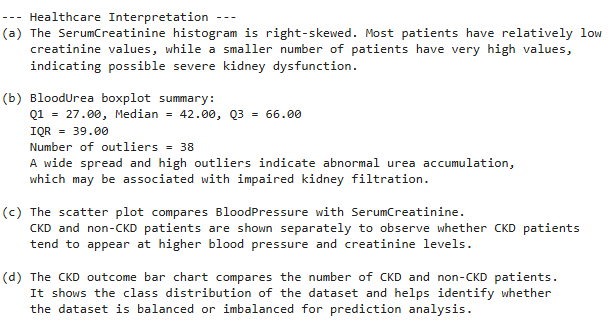 --- Healthcare Interpretation ---
(a) The SerumCreatinine histogram is right-skewed. Most patients have relatively low
creatinine values, while a smaller number of patients have very high values,
indicating possible severe kidney dysfunction.
(b) BloodUrea boxplot summary:
Q1 = 27.00, Median = 42.00, Q3 = 66.00
IQR = 39.00
Number of outliers = 38
A wide spread and high outliers indicate abnormal urea accumulation,
which may be associated with impaired kidney filtration.
(c) The scatter plot compares BloodPressure with SerumCreatinine.
CKD and non-CKD patients are shown separately to observe whether CKD patients
tend to appear at higher blood pressure and creatinine levels.
(d) The CKD outcome bar chart compares the number of CKD and non-CKD patients.
It shows the class distribution of the dataset and helps identify whether
the dataset is balanced or imbalanced for prediction analysis.